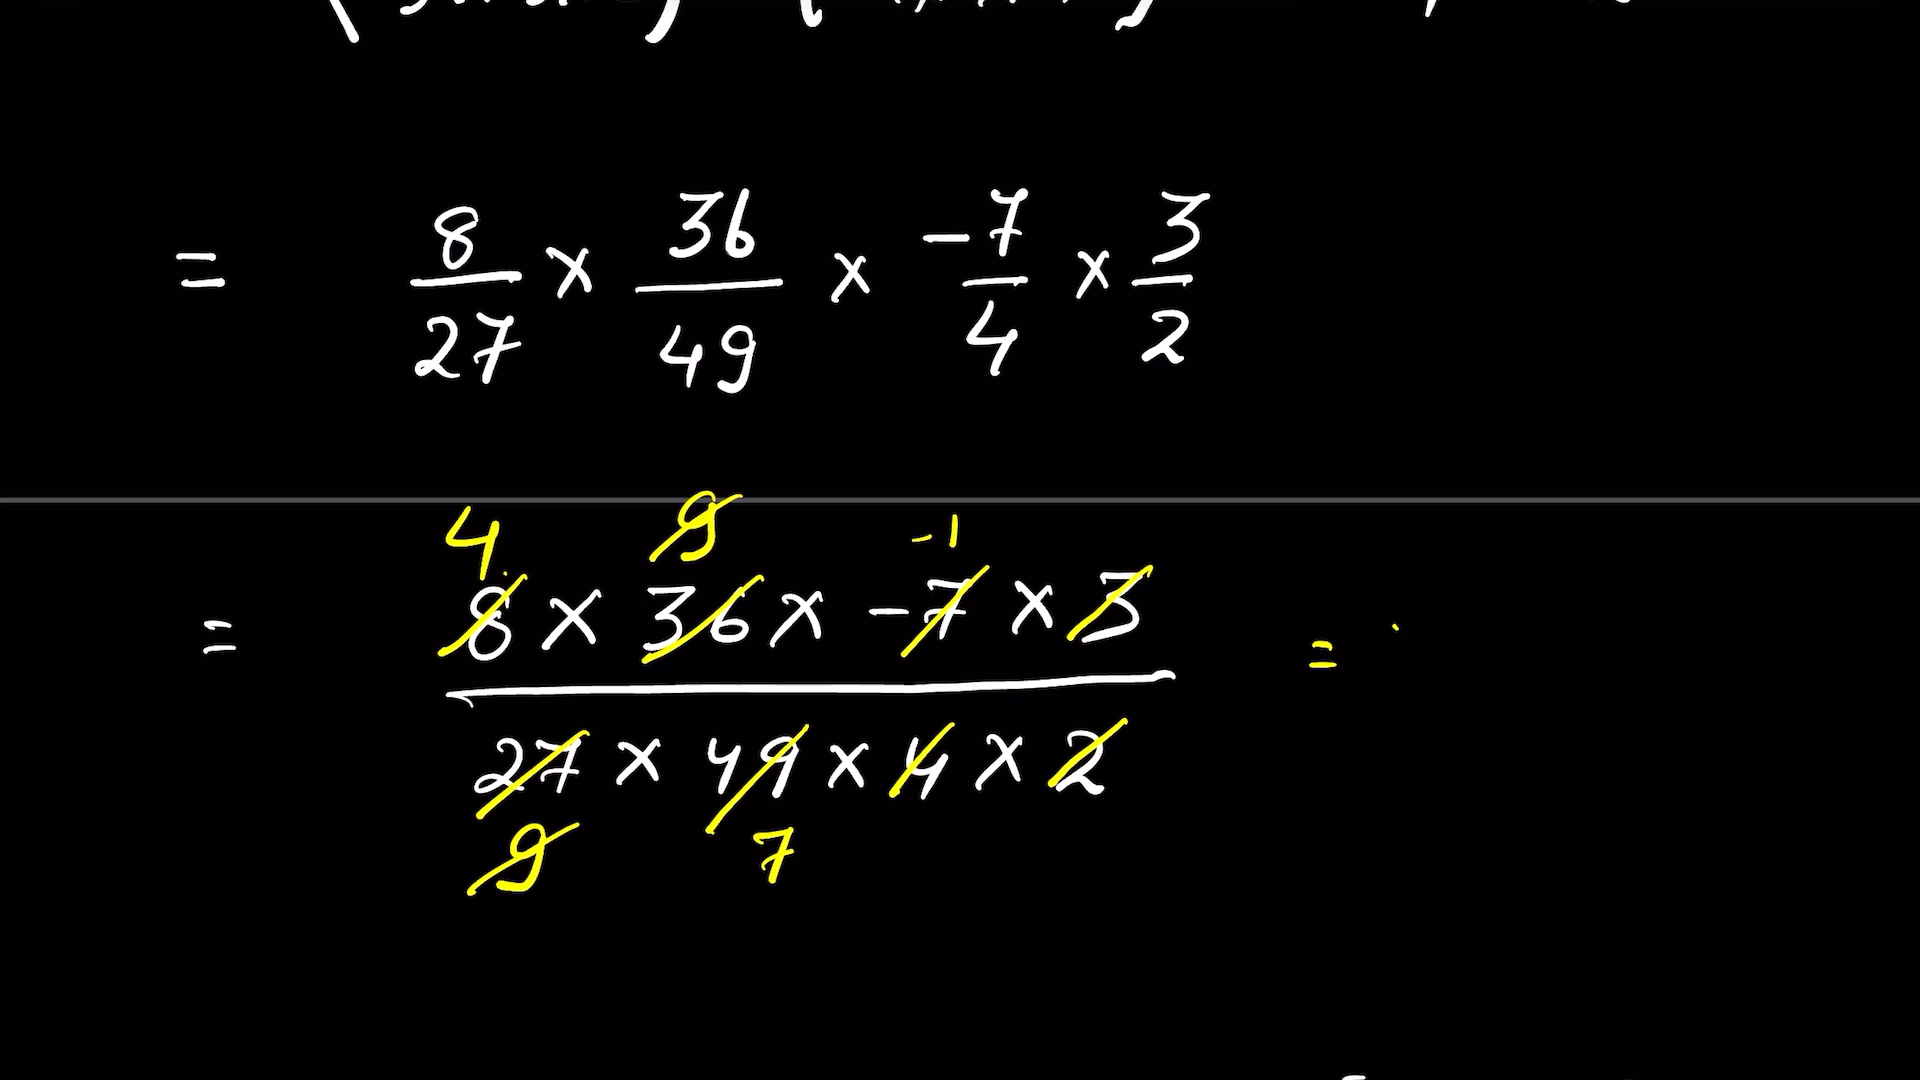 = 8/27 × 36/49 × -7/4 × 3/2
4 9 -1
= 8 × 36 × -7 × 3 / 27 × 49 × 4 × 2 =
9 7